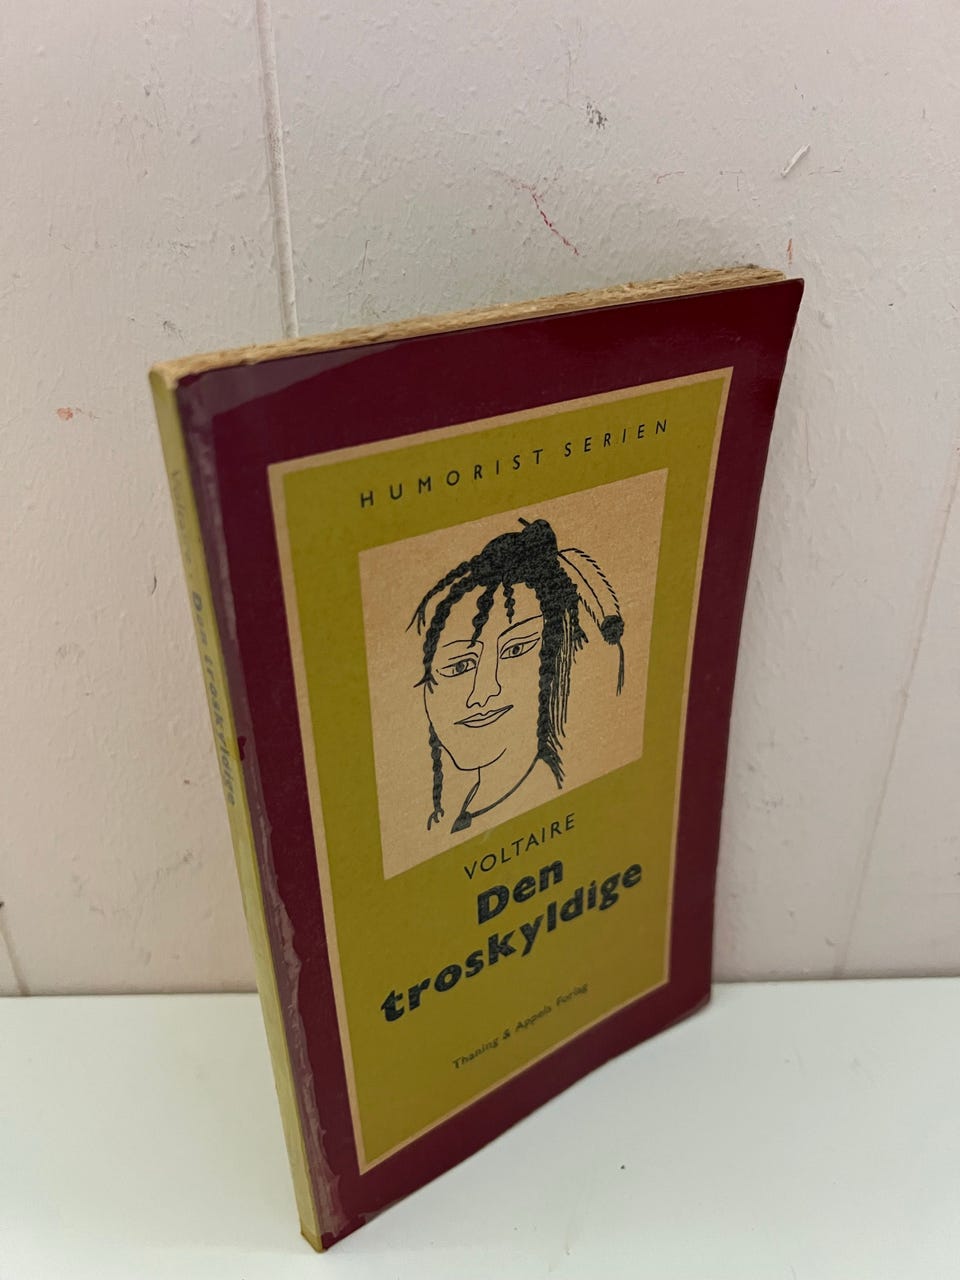 HUMORIST SERIEN
VOLTAIRE
Den
troskyldige
Thaning & Appels Forlag
Voltaire · Den troskyldige